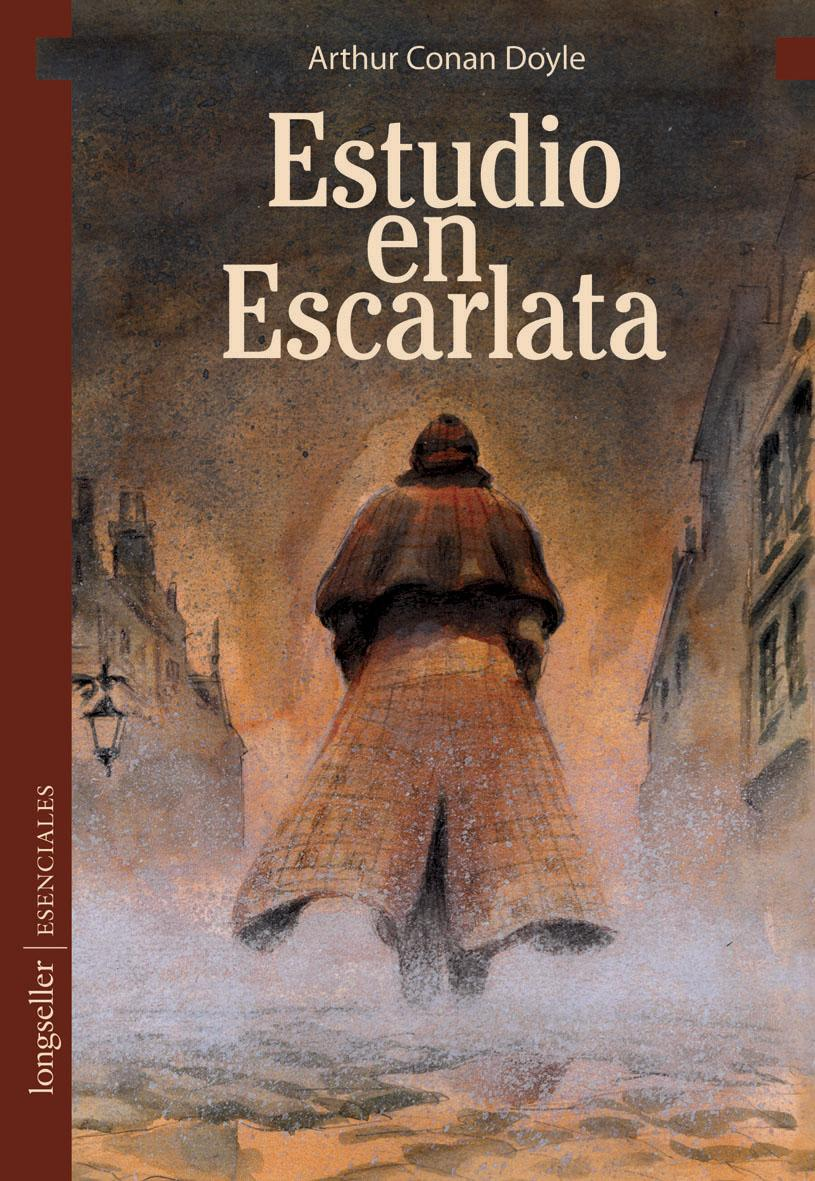 Arthur Conan Doyle
Estudio
en
Escarlata
longseller | ESENCIALES